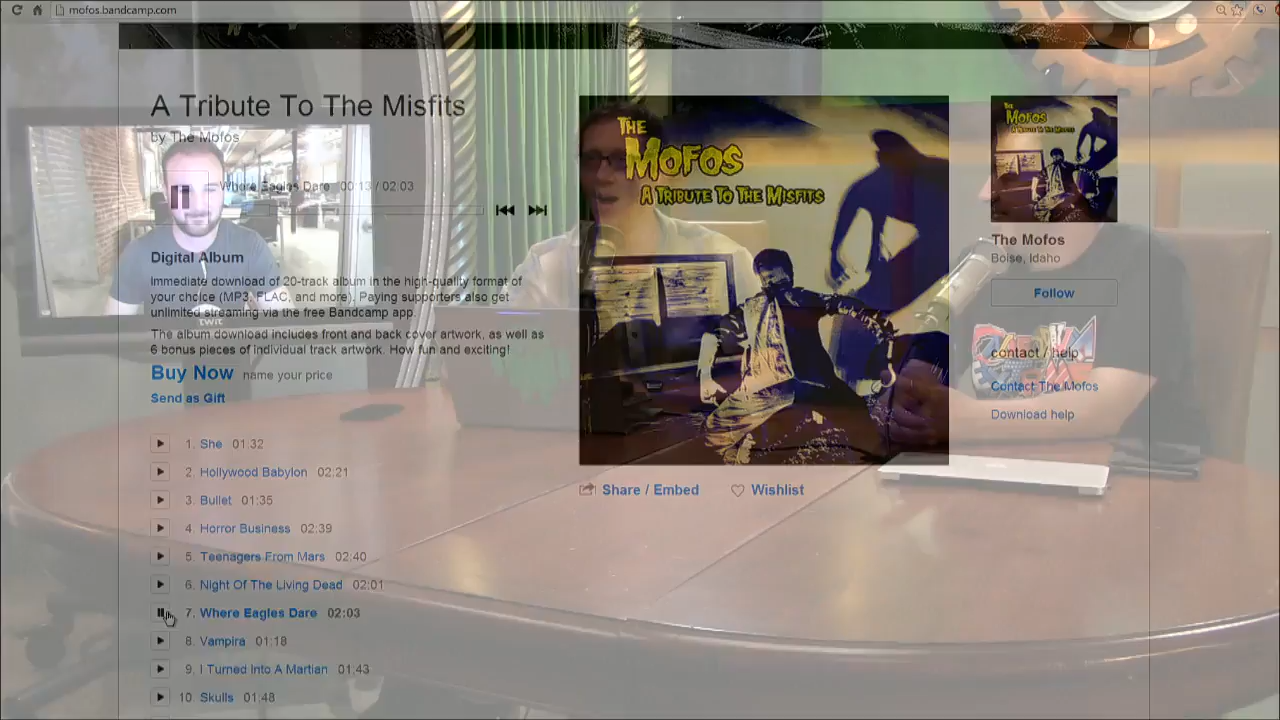 mofos.bandcamp.com
A Tribute To The Misfits
by The Mofos
Where Eagles Dare 00:13 / 02:03
Digital Album
Immediate download of 20-track album in the high-quality format of
your choice (MP3, FLAC, and more). Paying supporters also get
unlimited streaming via the free Bandcamp app.
twit
The album download includes front and back cover artwork, as well as
6 bonus pieces of individual track artwork. How fun and exciting!
Buy Now name your price
Send as Gift
1. She 01:32
2. Hollywood Babylon 02:21
3. Bullet 01:35
4. Horror Business 02:39
5. Teenagers From Mars 02:40
6. Night Of The Living Dead 02:01
7. Where Eagles Dare 02:03
8. Vampira 01:18
9. I Turned Into A Martian 01:43
10 Skulls 01:48
THE
MOFOS
A TRIBUTE TO THE MISFITS
Share / Embed
Wishlist
THE
MOFOS
A TRIBUTE TO THE MISFITS
The Mofos
Boise, Idaho
Follow
contact / help
Contact The Mofos
Download help